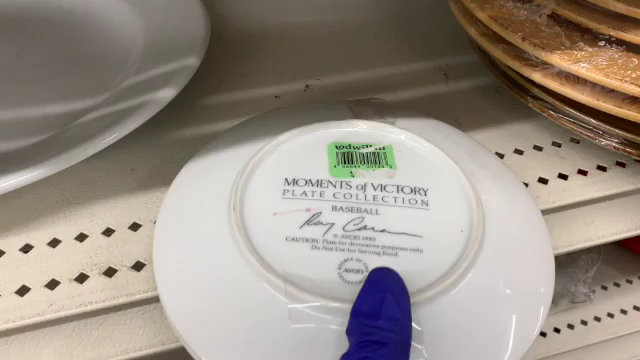 MOMENTS of VICTORY
PLATE COLLECTION
BASEBALL
© AVON 1985
CAUTION. Plate for decorative purposes only.
Do Not Use for Serving Food.
AVON